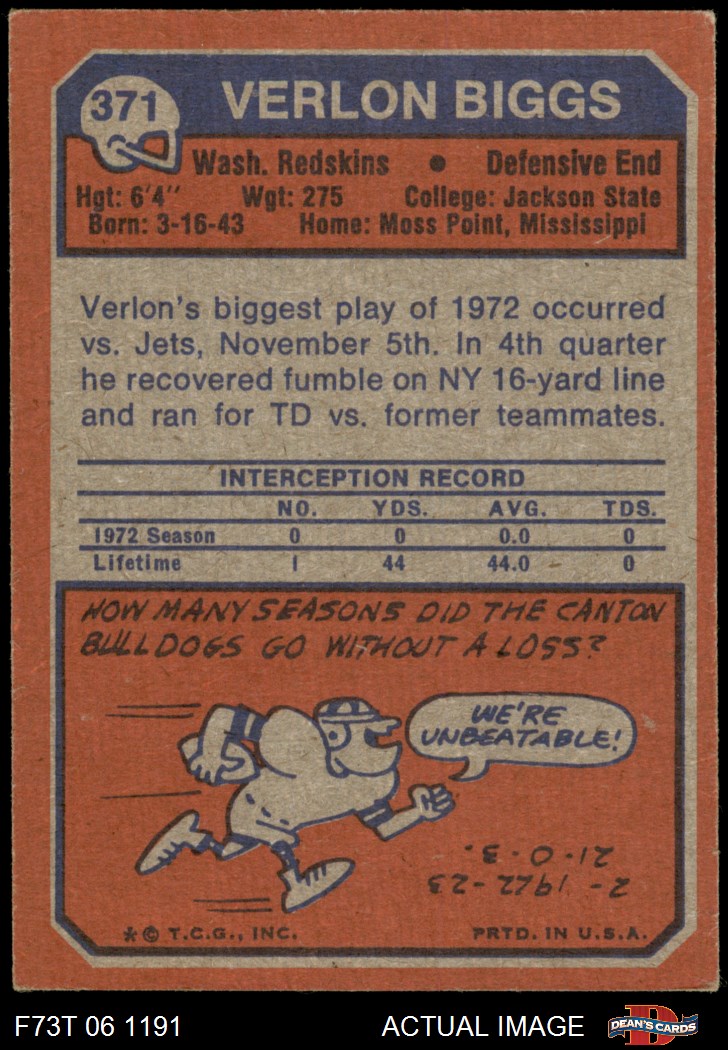 371
VERLON BIGGS
Wash. Redskins • Defensive End
Hgt: 6'4" Wgt: 275 College: Jackson State
Born: 3-16-43 Home: Moss Point, Mississippi
Verlon's biggest play of 1972 occurred
vs. Jets, November 5th. In 4th quarter
he recovered fumble on NY 16-yard line
and ran for TD vs. former teammates.
INTERCEPTION RECORD
NO. YDS. AVG. TDS.
1972 Season 0 0 0.0 0
Lifetime 1 44 44.0 0
HOW MANY SEASONS DID THE CANTON
BULLDOGS GO WITHOUT A LOSS?
WE'RE
UNBEATABLE!
2- 1922-23
21-0-3.
*© T.C.G., INC. PRTD. IN U.S.A.
F73T 06 1191 ACTUAL IMAGE D DEAN'S CARDS